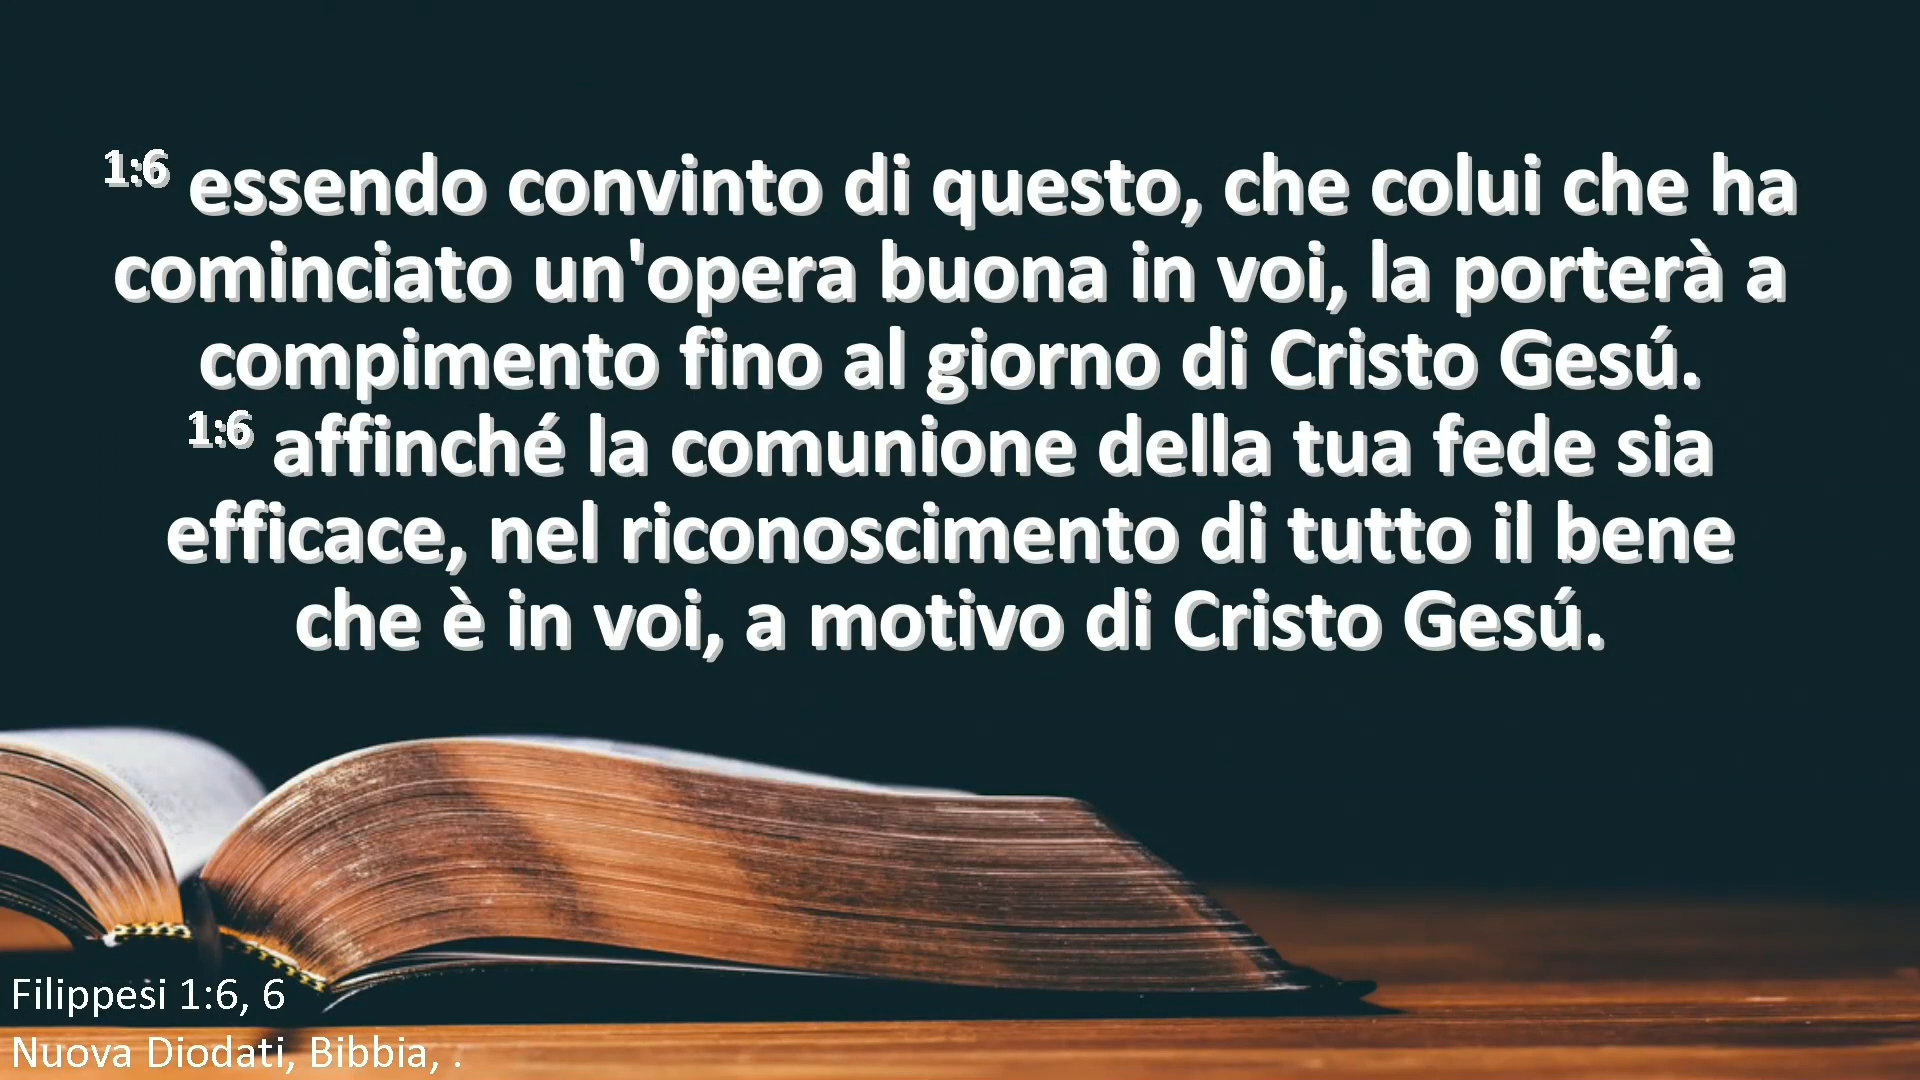 1:6 essendo convinto di questo, che colui che ha
cominciato un'opera buona in voi, la porterà a
compimento fino al giorno di Cristo Gesú.
1:6 affinché la comunione della tua fede sia
efficace, nel riconoscimento di tutto il bene
che è in voi, a motivo di Cristo Gesú.
Filippesi 1:6, 6
Nuova Diodati, Bibbia, .